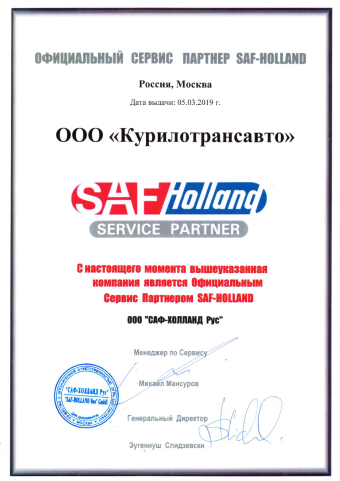 ОФИЦИАЛЬНЫЙ СЕРВИС ПАРТНЕР SAF-HOLLAND
Россия, Москва
Дата выдачи: 05.03.2019 г.
ООО «Курилотрансавто»
SAF Holland
SERVICE PARTNER
С настоящего момента вышеуказанная
компания является Официальным
Сервис Партнером SAF-HOLLAND
ООО "САФ-ХОЛЛАНД Рус"
Менеджер по Сервису
Михаил Мансуров
Генеральный Директор
Эугениуш Слидзевски
"САФ-ХОЛЛАНД Рус"
"SAF-HOLLAND Rus" GmbH